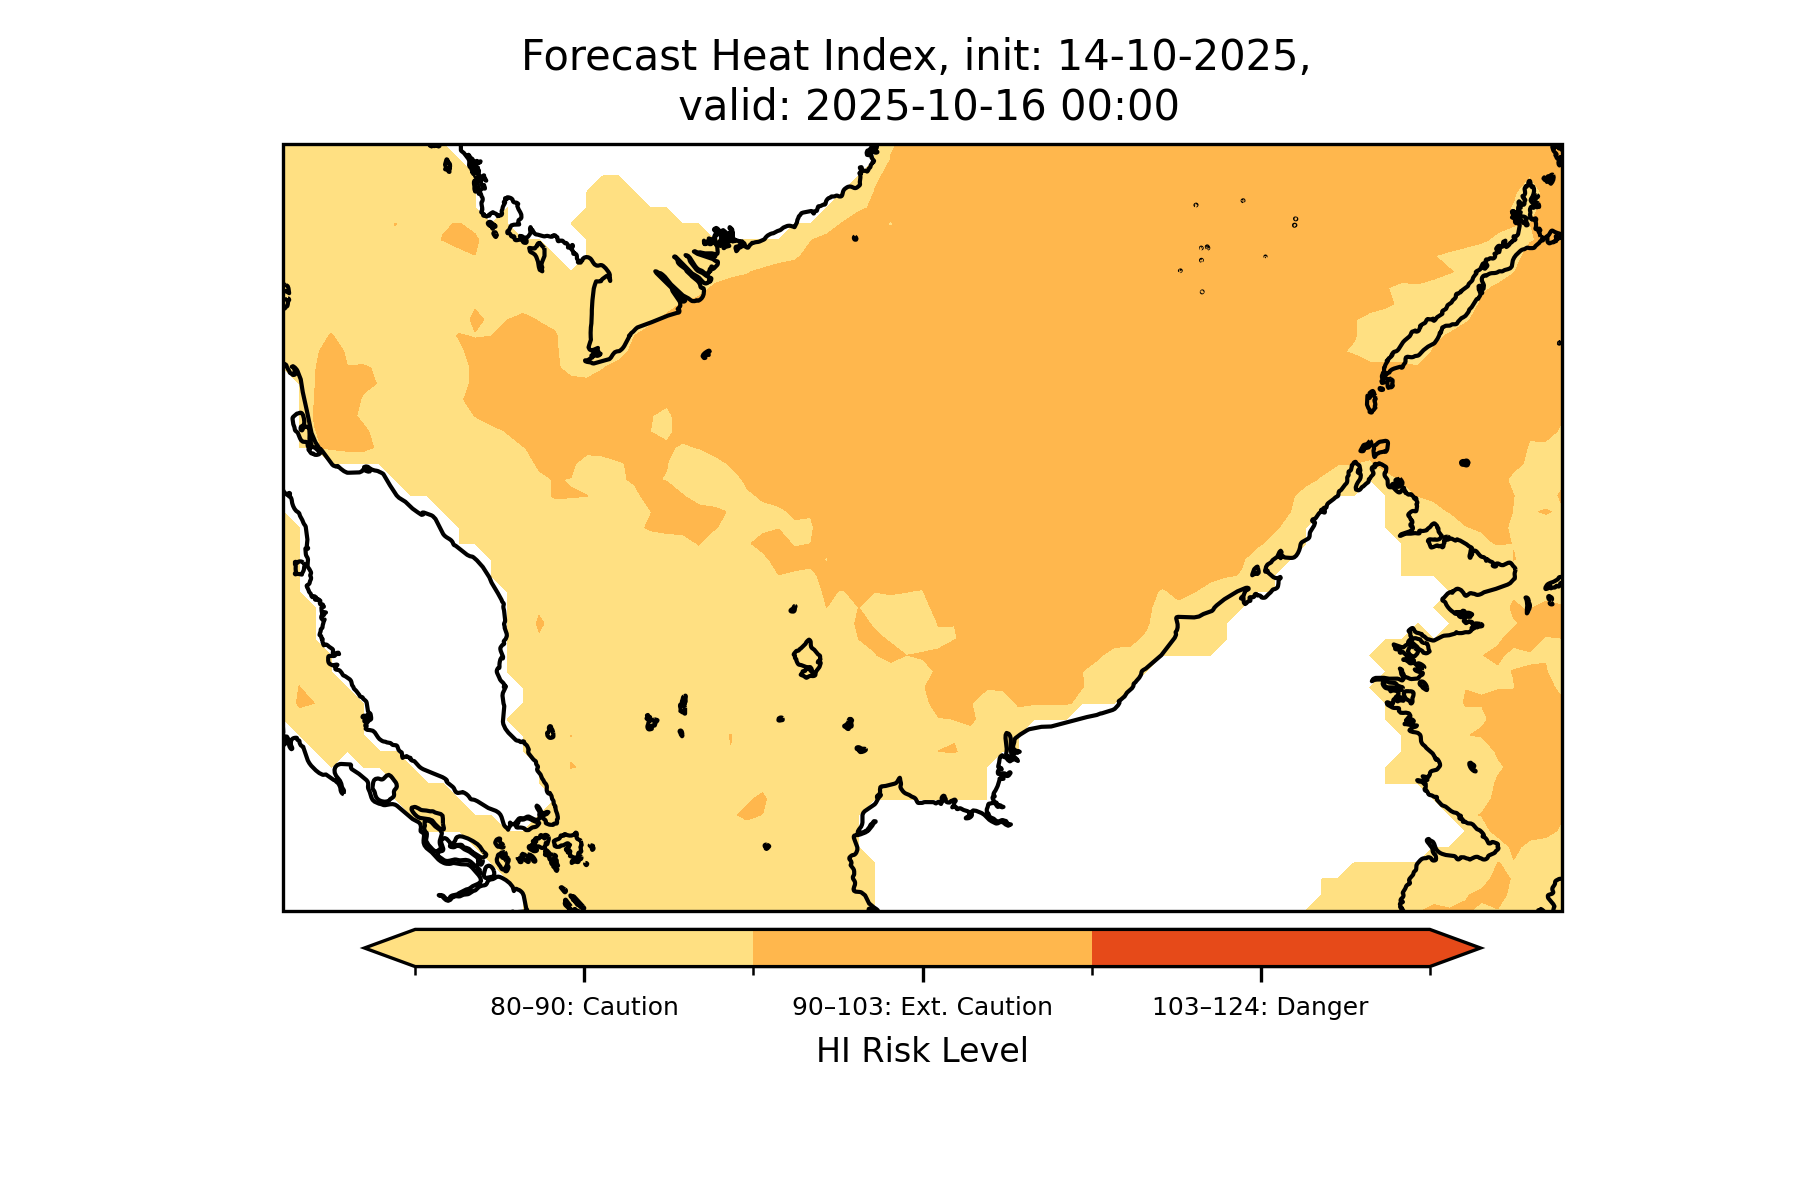 Forecast Heat Index, init: 14-10-2025,
valid: 2025-10-16 00:00
80–90: Caution
90–103: Ext. Caution
103–124: Danger
HI Risk Level